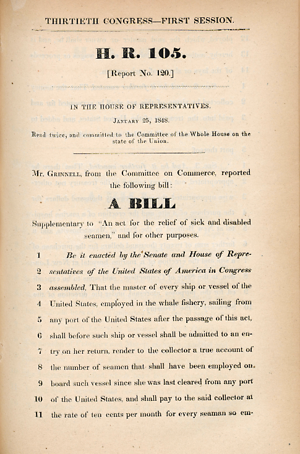 THIRTIETH CONGRESS—FIRST SESSION.
H. R. 105.
[Report No. 120.]
IN THE HOUSE OF REPRESENTATIVES.
January 25, 1848.
Read twice, and committed to the Committee of the Whole House on the
state of the Union.
Mr. Grinnell, from the Committee on Commerce, reported
the following bill:
A BILL
Supplementary to "An act for the relief of sick and disabled
seamen," and for other purposes.
1 Be it enacted by the Senate and House of Repre-
2 sentatives of the United States of America in Congress
3 assembled, That the master of every ship or vessel of the
4 United States, employed in the whale fishery, sailing from
5 any port of the United States after the passage of this act,
6 shall before such ship or vessel shall be admitted to an en-
7 try on her return, render to the collector a true account of
8 the number of seamen that shall have been employed on
9 board such vessel since she was last cleared from any port
10 of the United States, and shall pay to the said collector at
11 the rate of ten cents per month for every seaman so em-